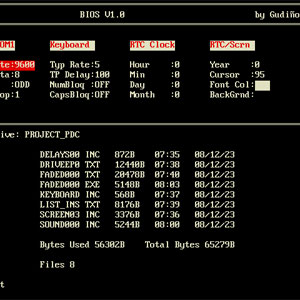 BIOS V1.0 by Gudiño
OM1 Keyboard RTC Clock RTC/Scrn
te:9600 Typ Rate:5 Hour :0 Year :0
ta:8 TP Delay:100 Min :0 Cursor :95
:ODD NumBloq :OFF Day :0 Font Col:
op:1 CapsBloq:OFF Month :0 BackGrnd:
ive: PROJECT_PDC
DELAYS00 INC 872B 07:35 08/12/23
DRIVEEP0 TXT 12440B 07:38 08/12/23
FADED000 TXT 20478B 07:40 08/12/23
FADED000 EXE 5148B 08:03 08/12/23
KEYBOARD INC 568B 07:37 08/12/23
LIST_INS TXT 8176B 07:39 08/12/23
SCREEN03 INC 3376B 07:36 08/12/23
SOUND000 INC 5244B 08:00 08/12/23
Bytes Used 56302B Total Bytes 65279B
Files 8
t